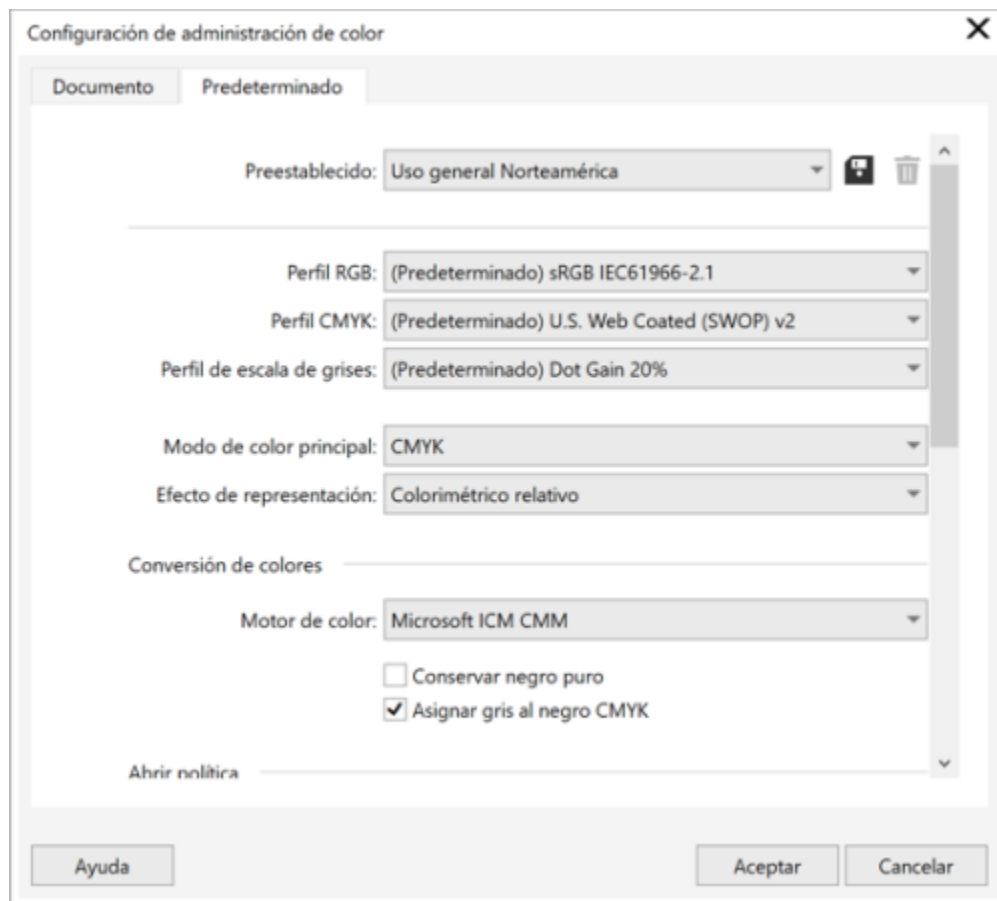 Configuración de administración de color
Documento Predeterminado
Preestablecido: Uso general Norteamérica
Perfil RGB: (Predeterminado) sRGB IEC61966-2.1
Perfil CMYK: (Predeterminado) U.S. Web Coated (SWOP) v2
Perfil de escala de grises: (Predeterminado) Dot Gain 20%
Modo de color principal: CMYK
Efecto de representación: Colorimétrico relativo
Conversión de colores
Motor de color: Microsoft ICM CMM
Conservar negro puro
Asignar gris al negro CMYK
Abrir política
Ayuda Aceptar Cancelar